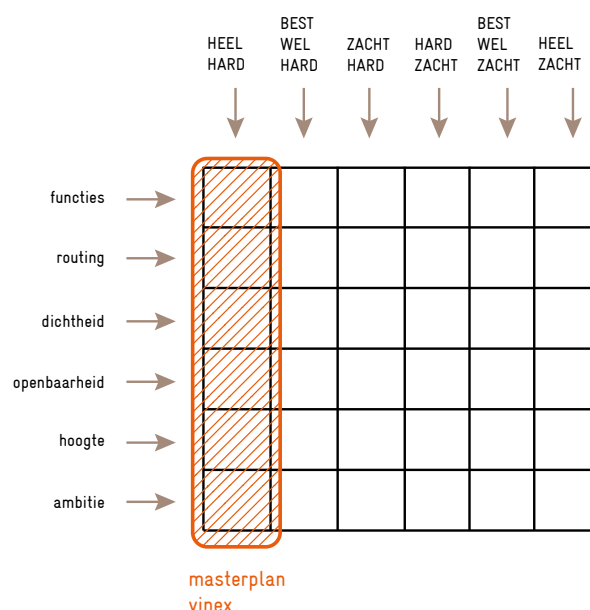 HEEL
HARD
BEST
WEL
HARD
ZACHT
HARD
HARD
ZACHT
BEST
WEL
ZACHT
HEEL
ZACHT
functies
routing
dichtheid
openbaarheid
hoogte
ambitie
masterplan
vinex